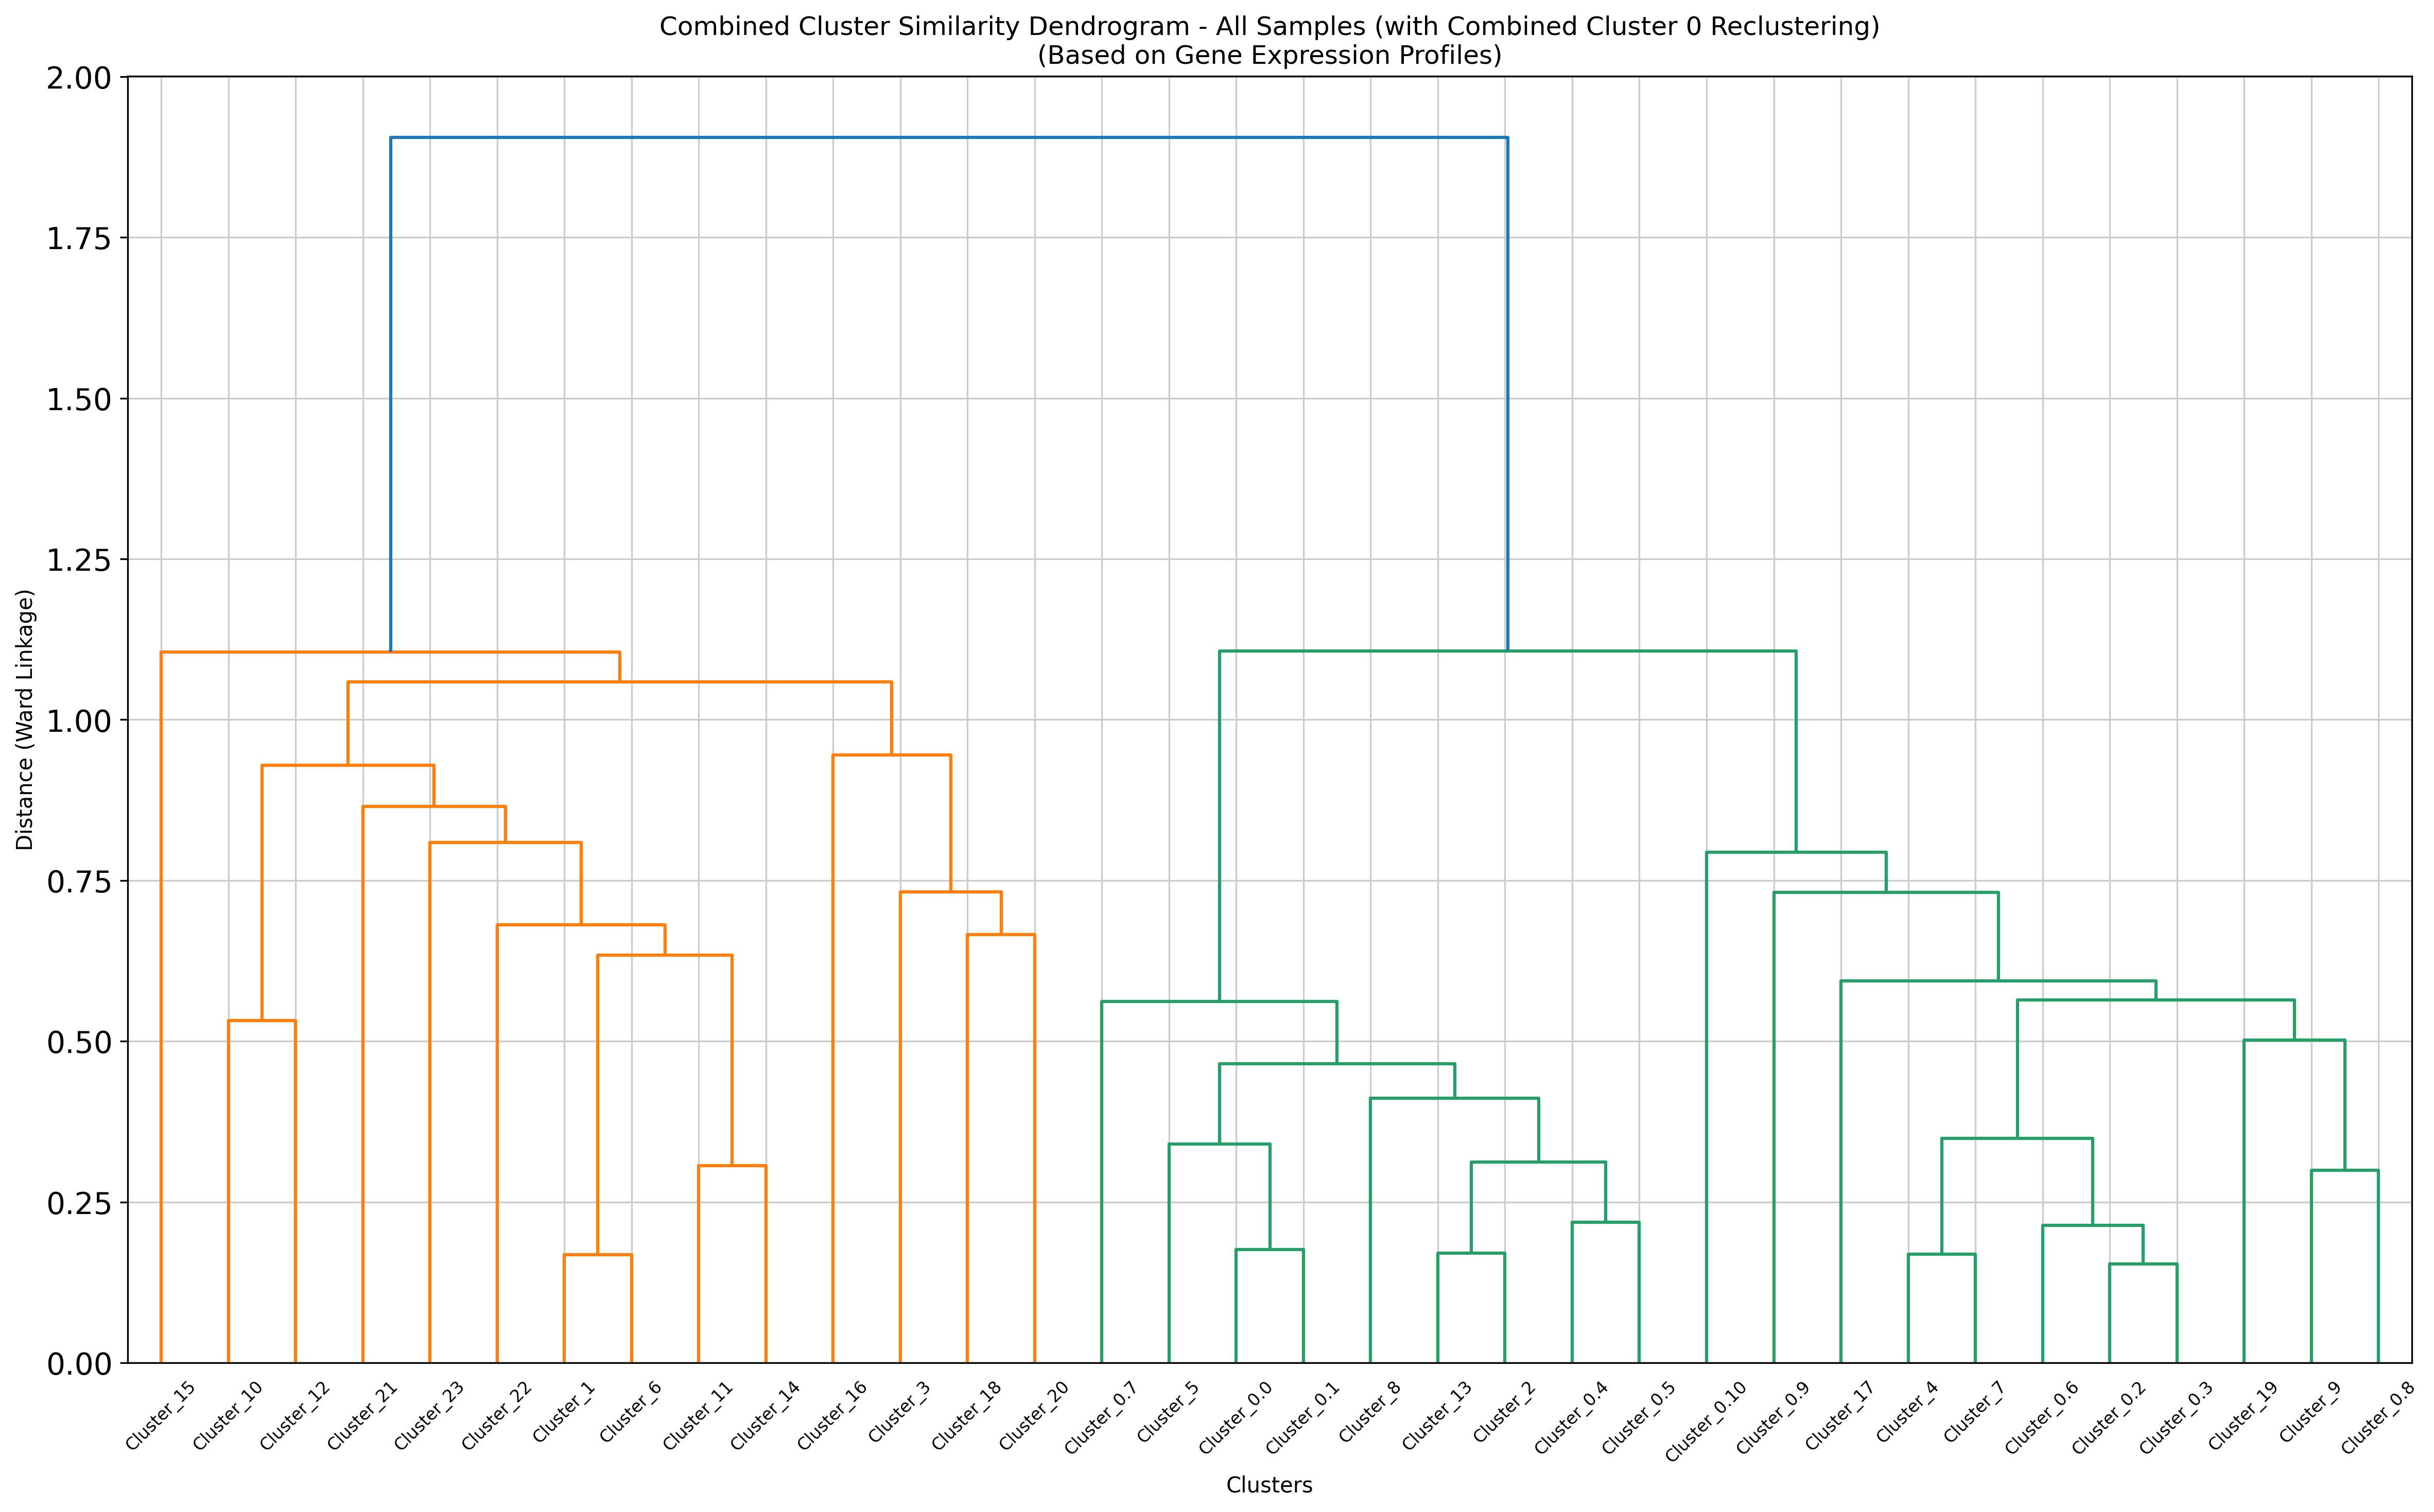 Combined Cluster Similarity Dendrogram - All Samples (with Combined Cluster 0 Reclustering)
(Based on Gene Expression Profiles)
2.00
1.75
1.50
1.25
1.00
0.75
0.50
0.25
0.00
Distance (Ward Linkage)
Cluster_15
Cluster_10
Cluster_12
Cluster_21
Cluster_23
Cluster_22
Cluster_1
Cluster_6
Cluster_11
Cluster_14
Cluster_16
Cluster_3
Cluster_18
Cluster_20
Cluster_0.7
Cluster_5
Cluster_0.0
Cluster_0.1
Cluster_8
Cluster_13
Cluster_2
Cluster_0.4
Cluster_0.5
Cluster_0.10
Cluster_0.9
Cluster_17
Cluster_4
Cluster_7
Cluster_0.6
Cluster_0.2
Cluster_0.3
Cluster_19
Cluster_9
Cluster_0.8
Clusters